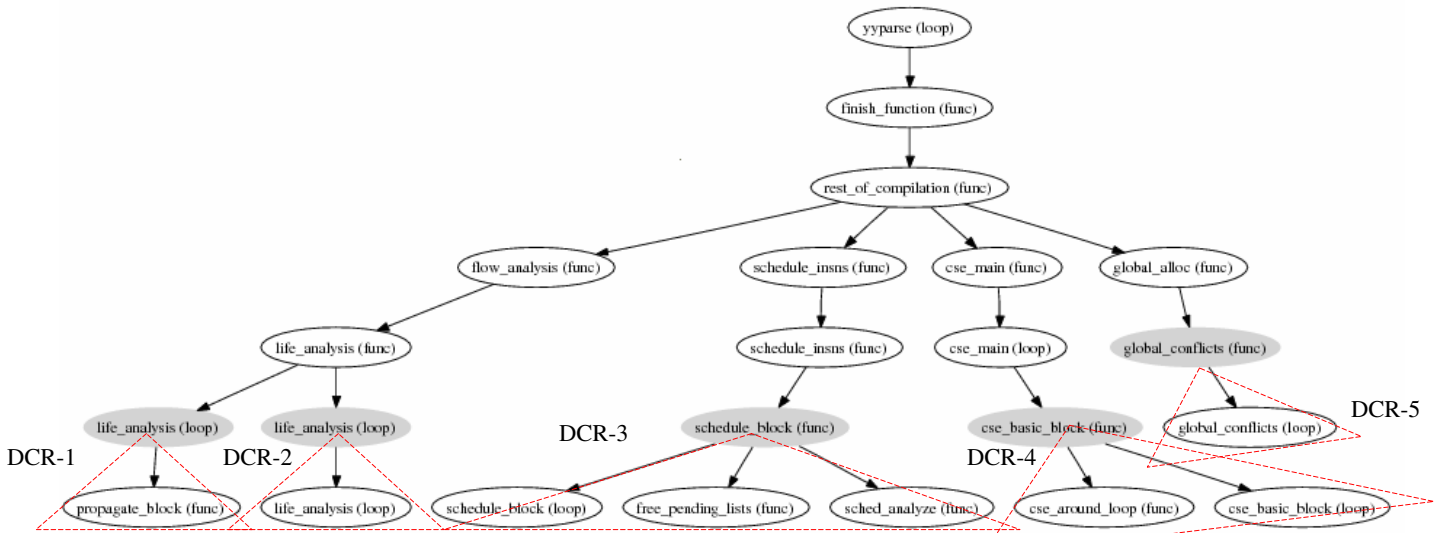 yyparse (loop)
finish_function (func)
rest_of_compilation (func)
flow_analysis (func)
schedule_insns (func)
cse_main (func)
global_alloc (func)
life_analysis (func)
schedule_insns (func)
cse_main (loop)
global_conflicts (func)
life_analysis (loop)
life_analysis (loop)
DCR-3
schedule_block (func)
cse_basic_block (func)
global_conflicts (loop)
DCR-5
DCR-1
DCR-2
DCR-4
propagate_block (func)
life_analysis (loop)
schedule_block (loop)
free_pending_lists (func)
sched_analyze (func)
cse_around_loop (func)
cse_basic_block (loop)